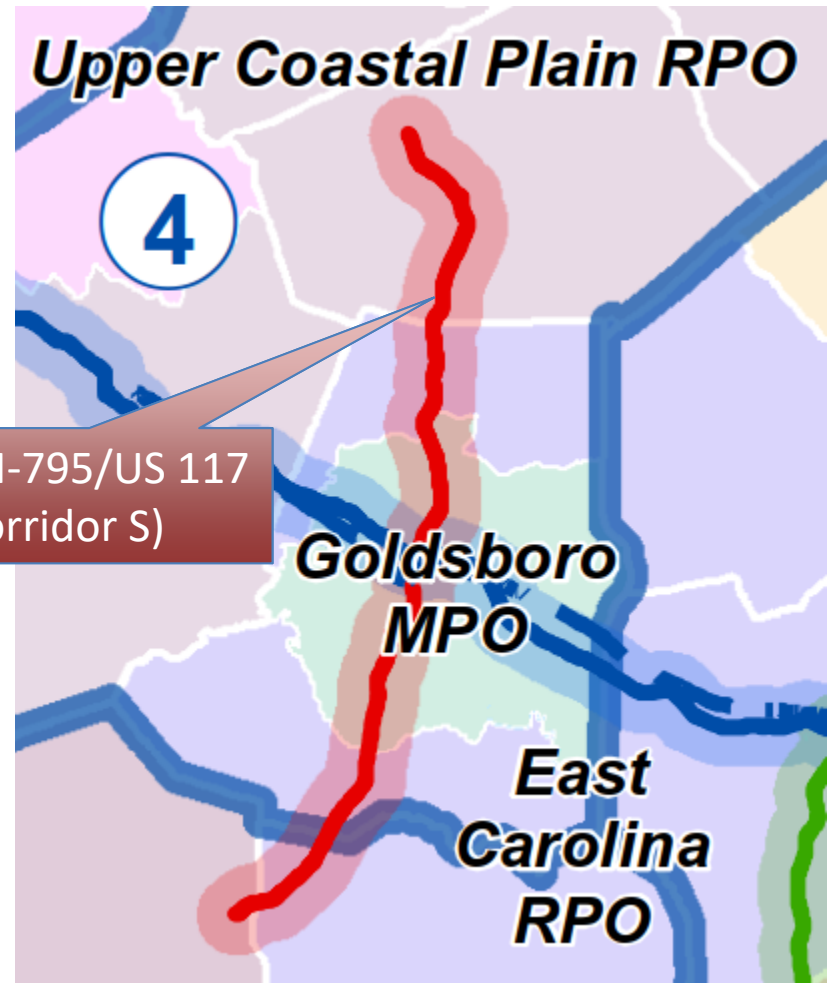 Upper Coastal Plain RPO
4
I-795/US 117
orridor S)
Goldsboro
MPO
East
Carolina
RPO